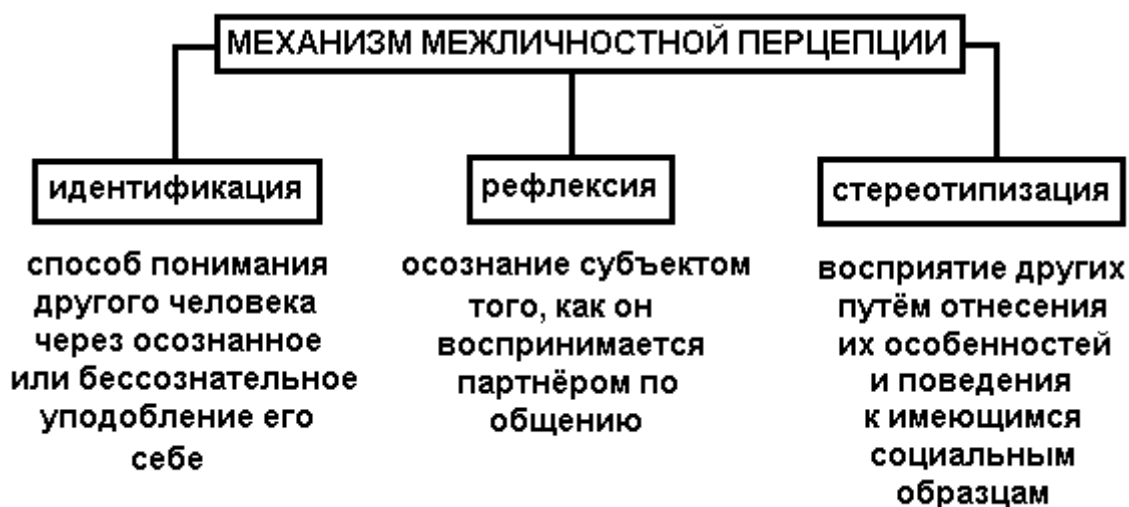 МЕХАНИЗМ МЕЖЛИЧНОСТНОЙ ПЕРЦЕПЦИИ
идентификация
способ понимания
другого человека
через осознанное
или бессознательное
уподобление его
себе
рефлексия
осознание субъектом
того, как он
воспринимается
партнёром по
общению
стереотипизация
восприятие других
путём отнесения
их особенностей
и поведения
к имеющимся
социальным
образцам